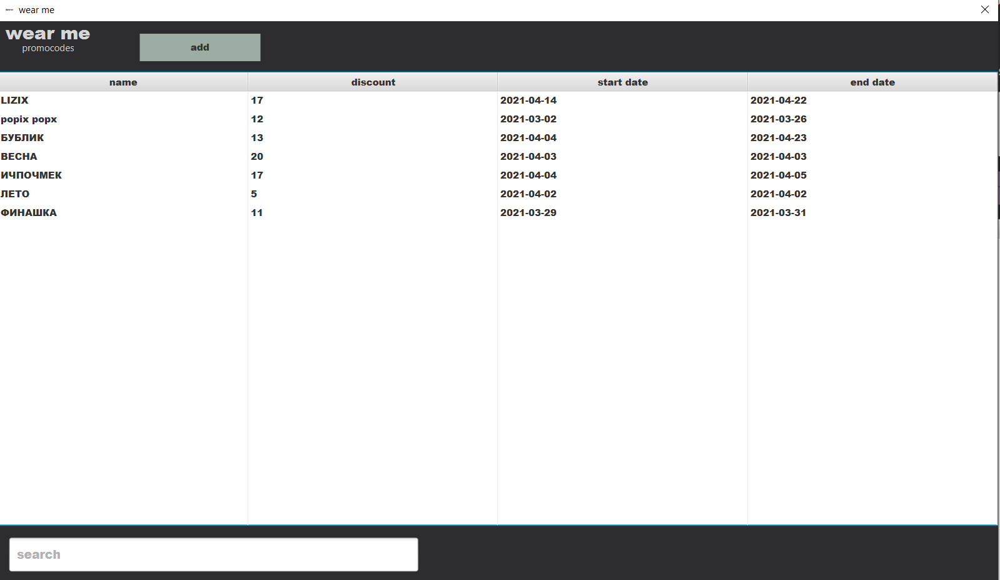 wear me
wear me
promocodes
add
name discount start date end date
LIZIX 17 2021-04-14 2021-04-22
popix popx 12 2021-03-02 2021-03-26
БУБЛИК 13 2021-04-04 2021-04-23
ВЕСНА 20 2021-04-03 2021-04-03
ИЧПОЧМЕК 17 2021-04-04 2021-04-05
ЛЕТО 5 2021-04-02 2021-04-02
ФИНАШКА 11 2021-03-29 2021-03-31
search